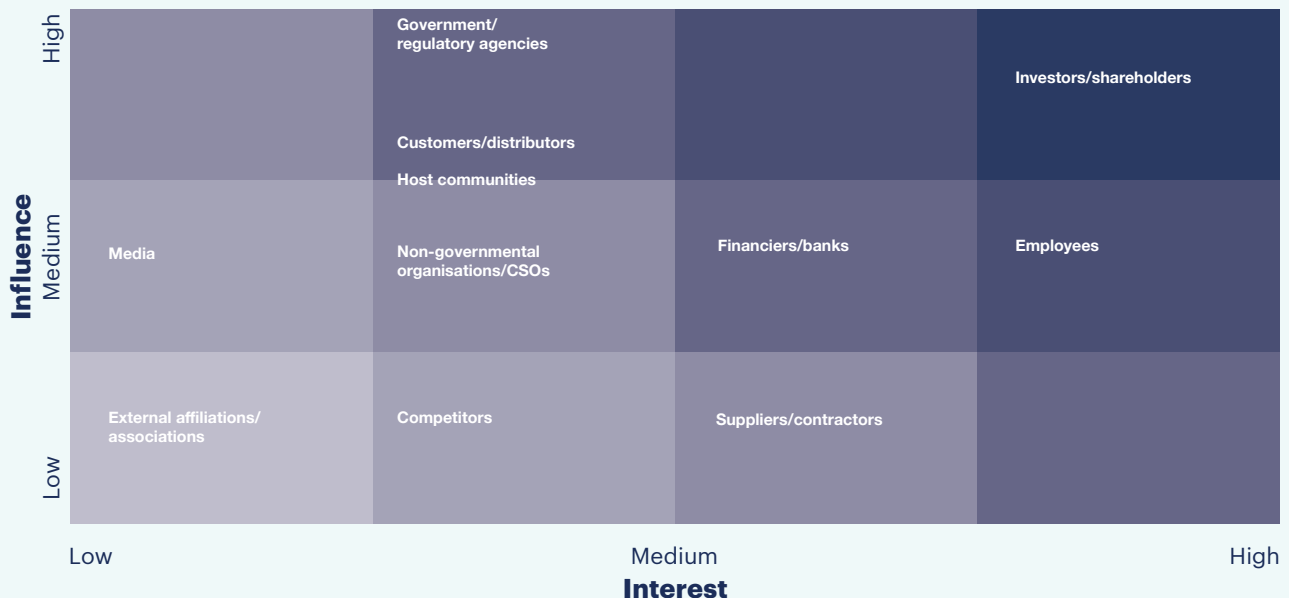 High
Government/
regulatory agencies
Investors/shareholders
Customers/distributors
Host communities
Influence
Medium
Media
Non-governmental
organisations/CSOs
Financiers/banks
Employees
Low
External affiliations/
associations
Competitors
Suppliers/contractors
Low
Medium
High
Interest